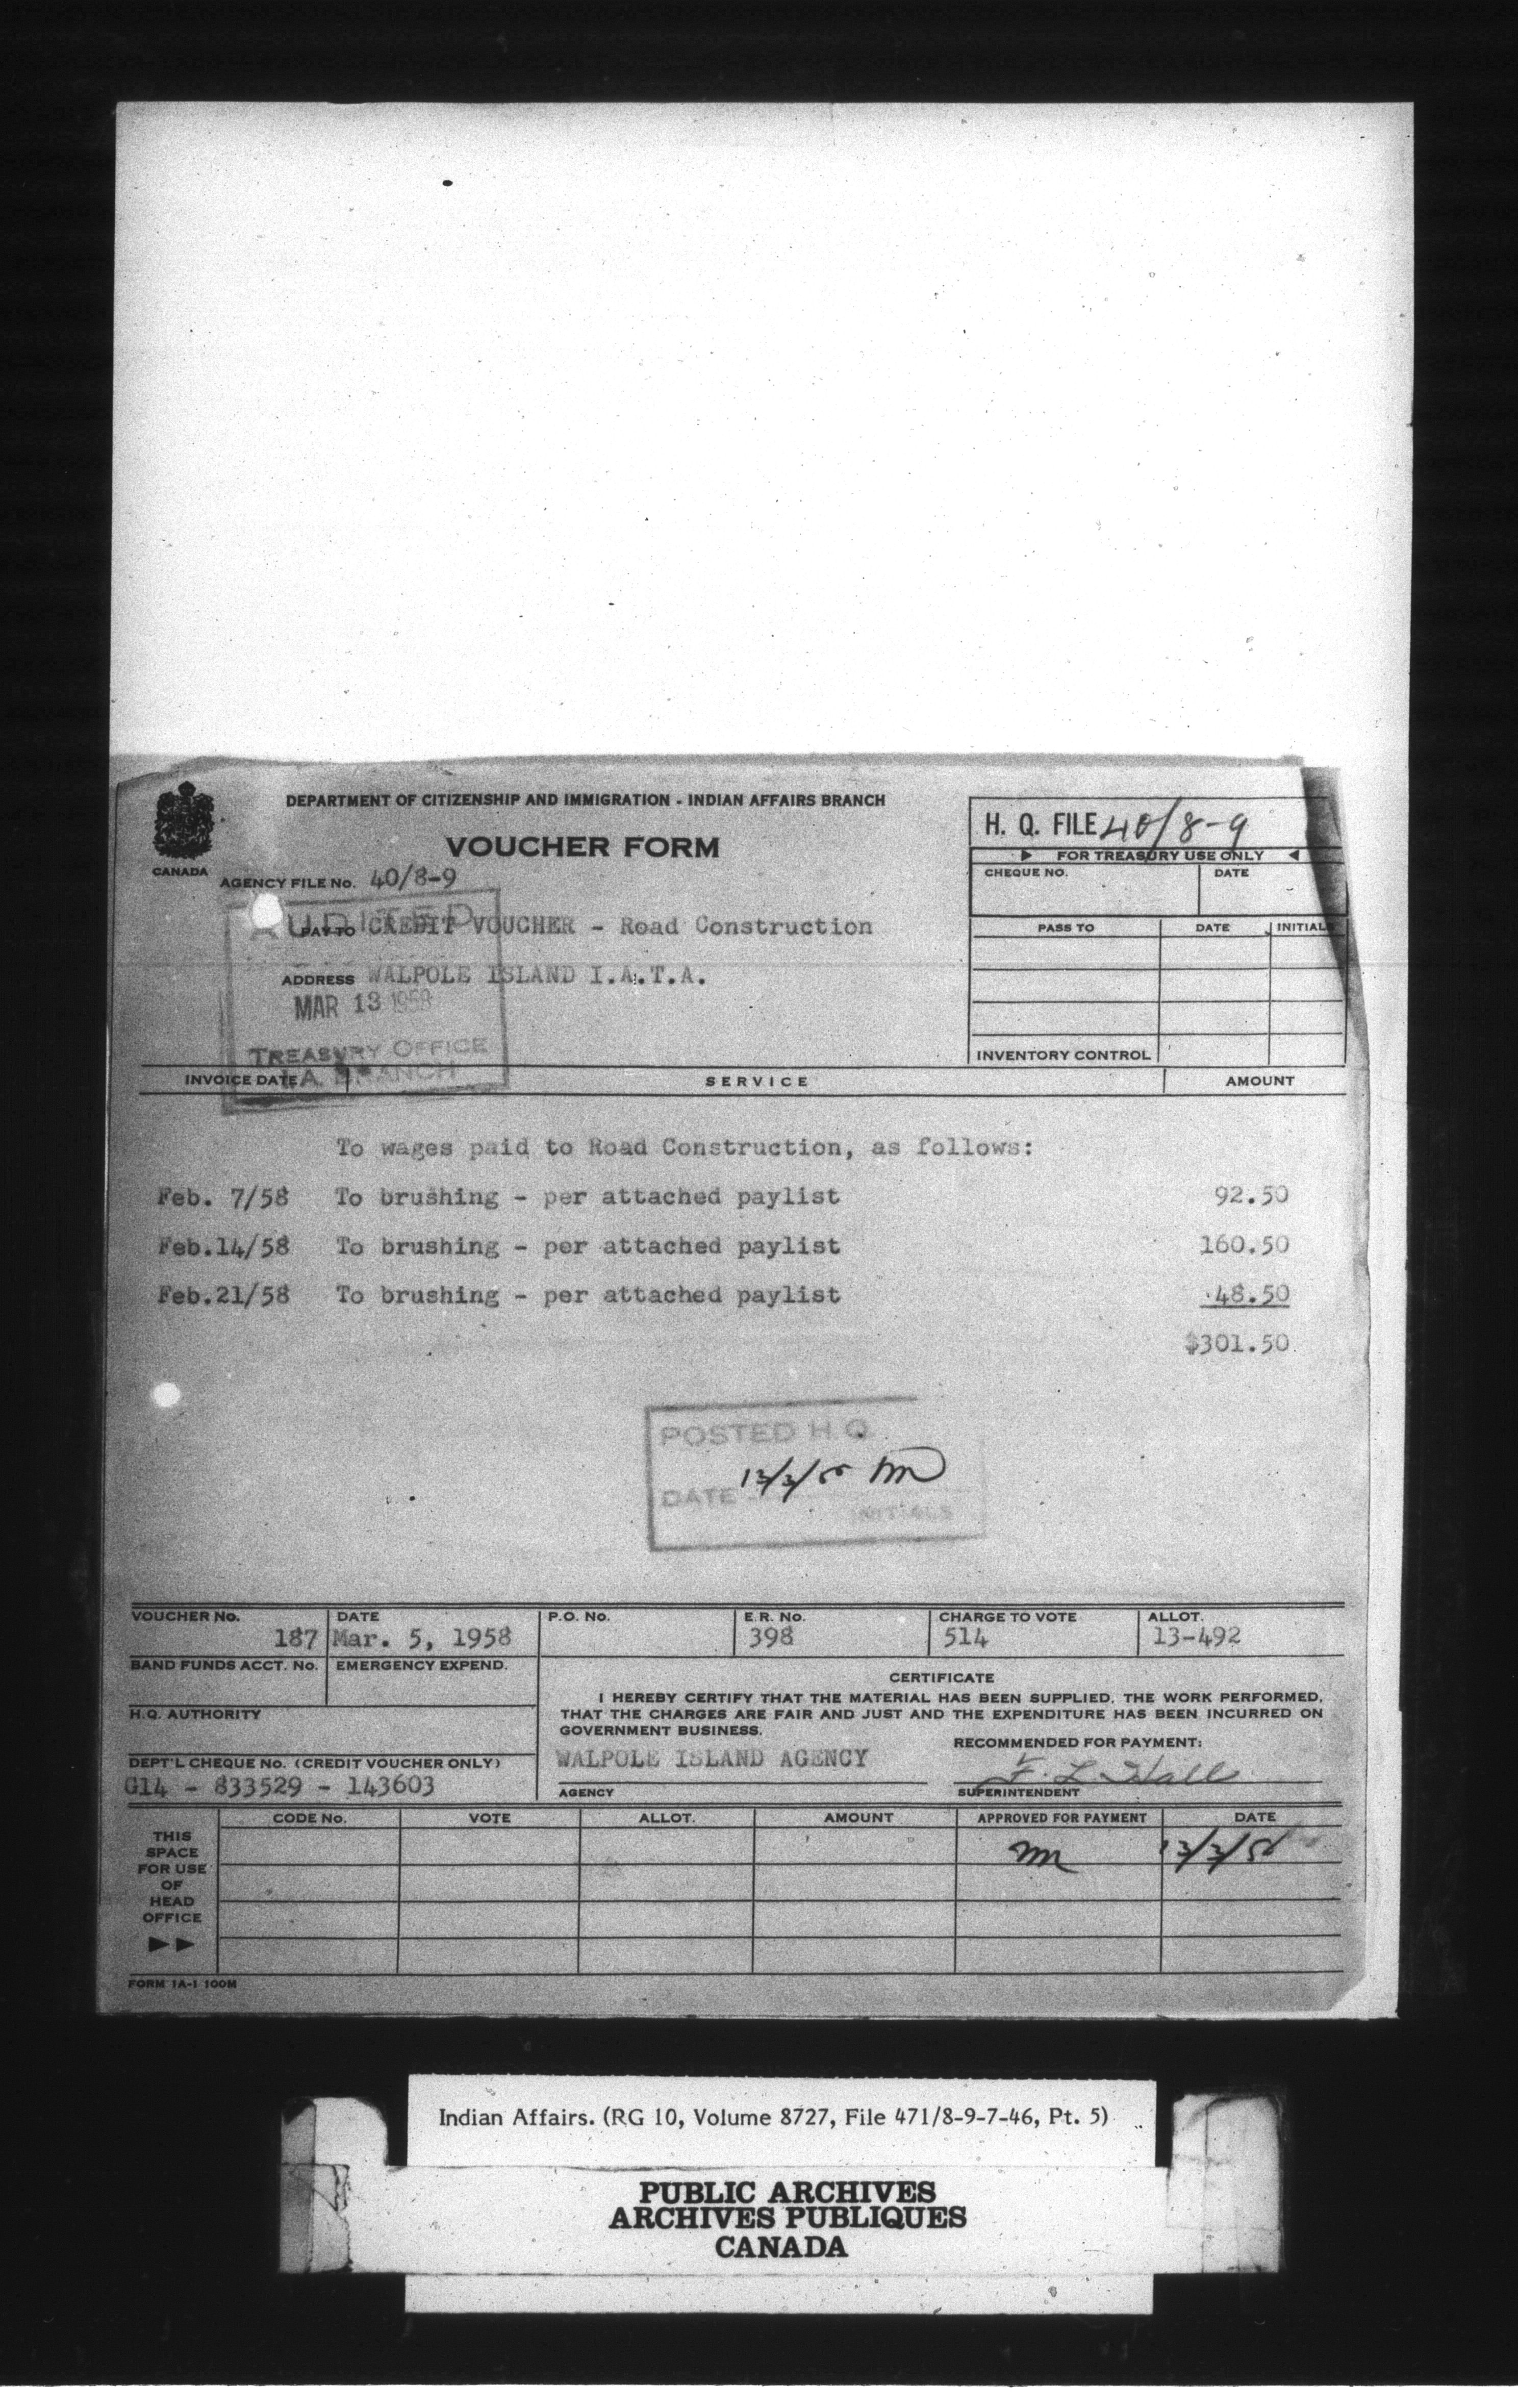 DEPARTMENT OF CITIZENSHIP AND IMMIGRATION - INDIAN AFFAIRS BRANCH
VOUCHER FORM
CANADA
AGENCY FILE No. 40/8-9
H. Q. FILE 40/8-9
FOR TREASURY USE ONLY
CHEQUE NO. DATE
PASS TO DATE INITIAL
INVENTORY CONTROL
AUDITED
PAY TO CREDIT VOUCHER - Road Construction
ADDRESS WALPOLE ISLAND I.A.T.A.
MAR 13 1958
TREASURY OFFICE
I.A. BRANCH
INVOICE DATE SERVICE AMOUNT
To wages paid to Road Construction, as follows:
Feb. 7/58 To brushing - per attached paylist 92.50
Feb.14/58 To brushing - per attached paylist 160.50
Feb.21/58 To brushing - per attached paylist 48.50
$301.50
POSTED H.Q.
DATE 13/3/58
INITIALS
VOUCHER No. DATE P.O. No. E.R. No. CHARGE TO VOTE ALLOT.
187 Mar. 5, 1958 398 514 13-492
BAND FUNDS ACCT. No. EMERGENCY EXPEND.
H.Q. AUTHORITY
DEPT'L CHEQUE No. (CREDIT VOUCHER ONLY)
G14 - 833529 - 143603
CERTIFICATE
I HEREBY CERTIFY THAT THE MATERIAL HAS BEEN SUPPLIED, THE WORK PERFORMED,
THAT THE CHARGES ARE FAIR AND JUST AND THE EXPENDITURE HAS BEEN INCURRED ON
GOVERNMENT BUSINESS.
RECOMMENDED FOR PAYMENT:
WALPOLE ISLAND AGENCY F. L. Hall
AGENCY SUPERINTENDENT
CODE No. VOTE ALLOT. AMOUNT APPROVED FOR PAYMENT DATE
13/3/58
THIS
SPACE
FOR USE
OF
HEAD
OFFICE
FORM 1A-1 100M
Indian Affairs. (RG 10, Volume 8727, File 471/8-9-7-46, Pt. 5)
PUBLIC ARCHIVES
ARCHIVES PUBLIQUES
CANADA